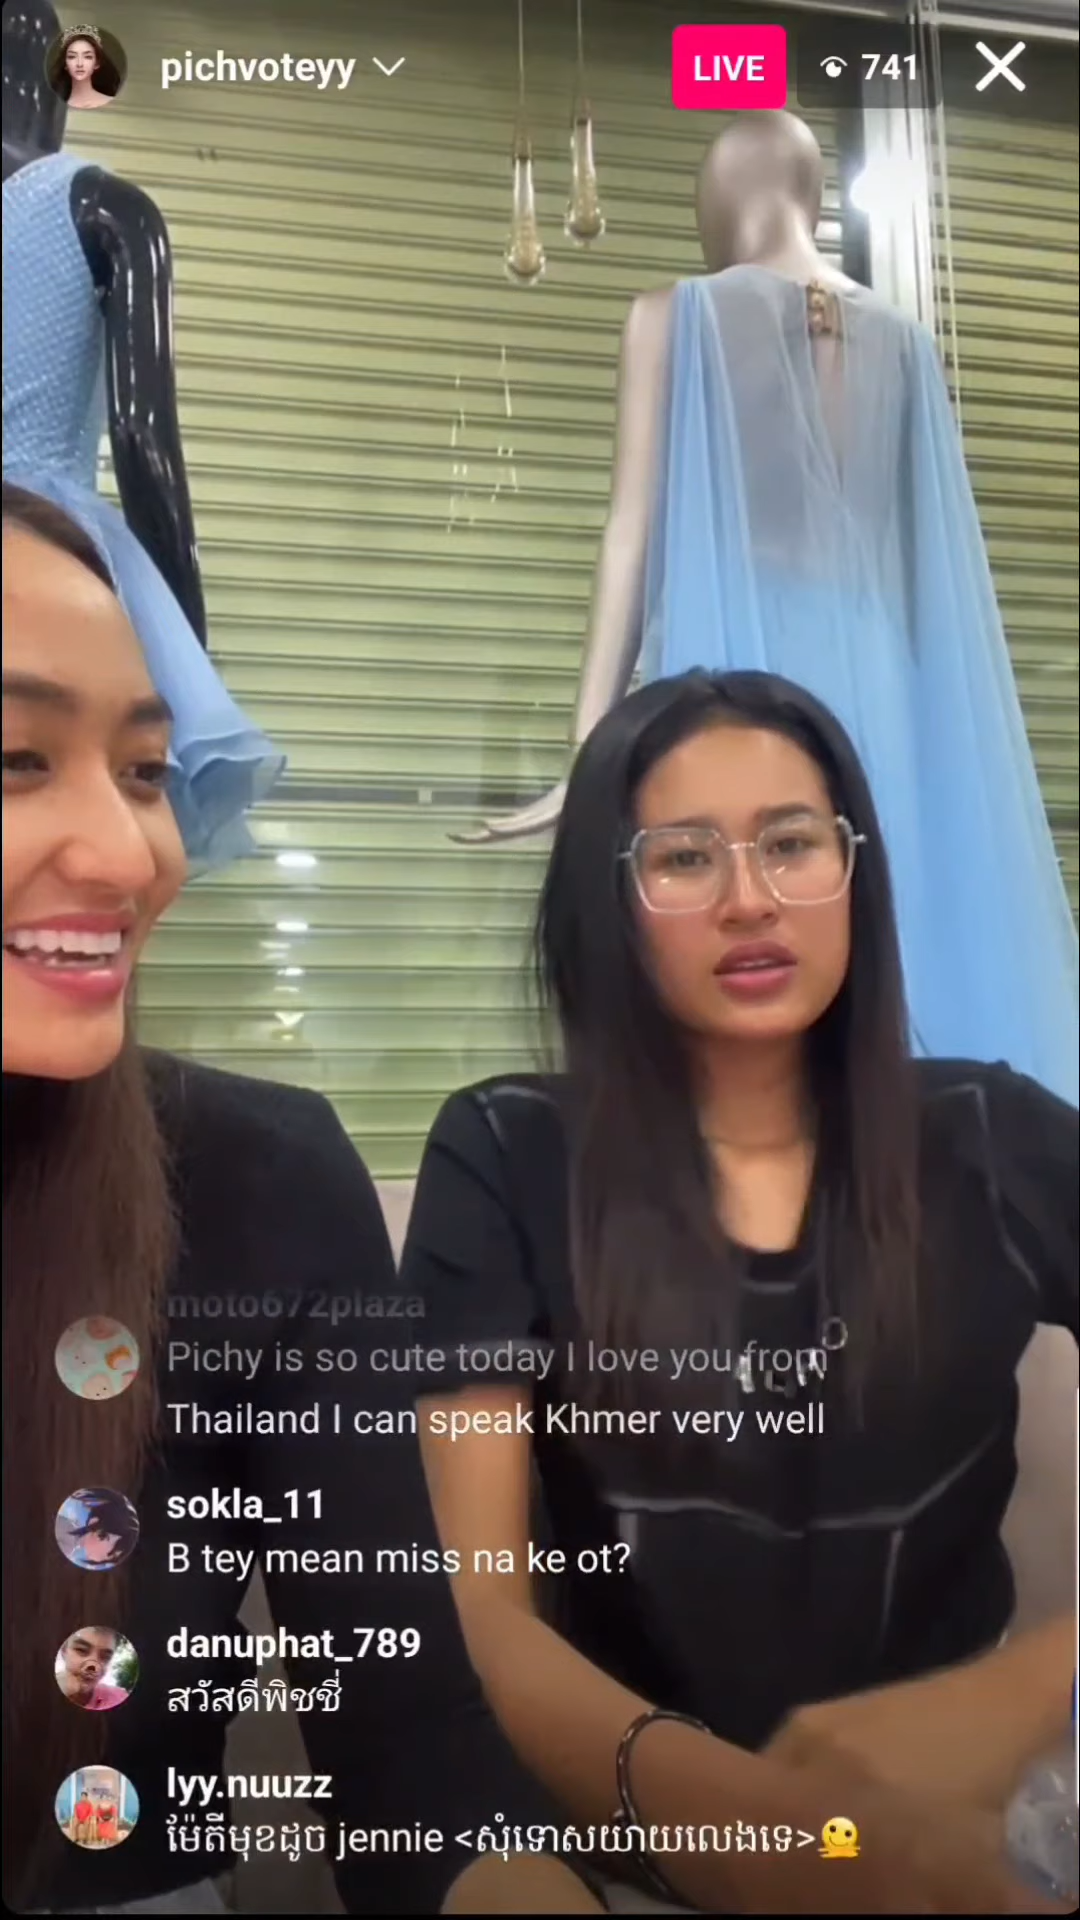 pichvoteyy
LIVE
741
moto672plaza
Pichy is so cute today I love you from
Thailand I can speak Khmer very well
sokla_11
B tey mean miss na ke ot?
danuphat_789
สวัสดีพิชชี่
lyy.nuuzz
ម៉ែតីមុខដូច jennie <សុំទោសយាយលេងទេ>🫠